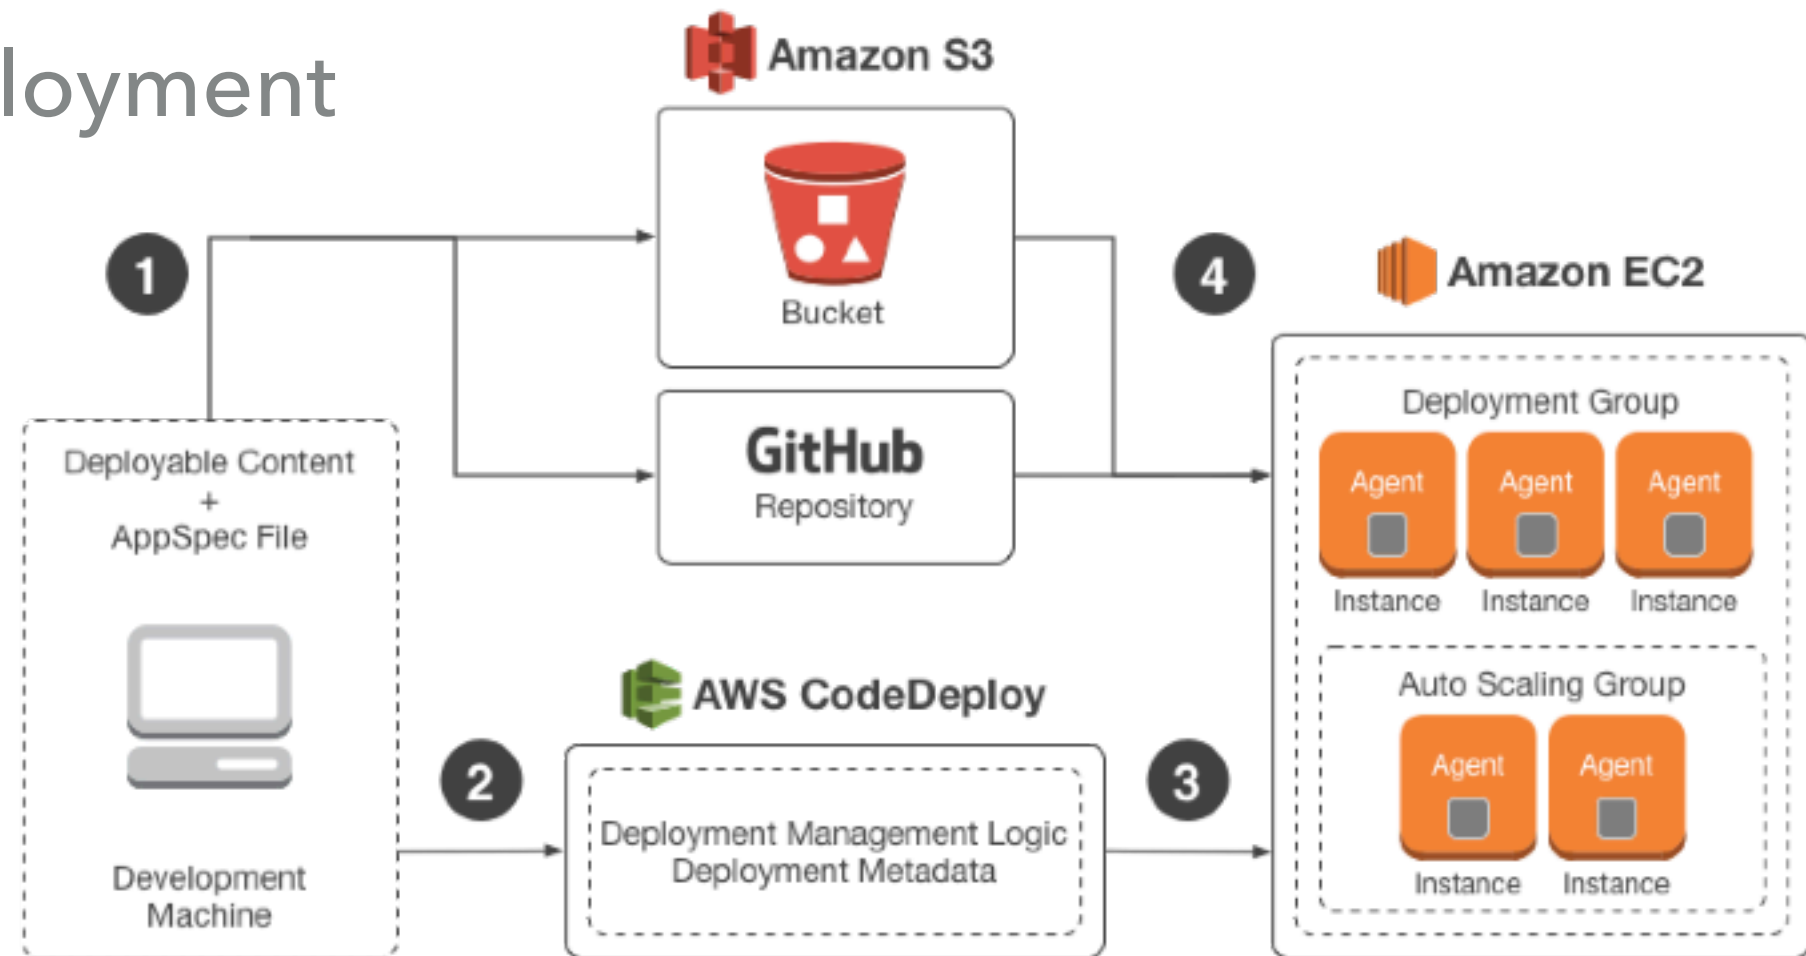 loyment
Amazon S3
Bucket
1
4
Amazon EC2
GitHub
Repository
Deployable Content
+
AppSpec File
Development
Machine
2
AWS CodeDeploy
Deployment Management Logic
Deployment Metadata
3
Deployment Group
Agent Agent Agent
Instance Instance Instance
Auto Scaling Group
Agent Agent
Instance Instance